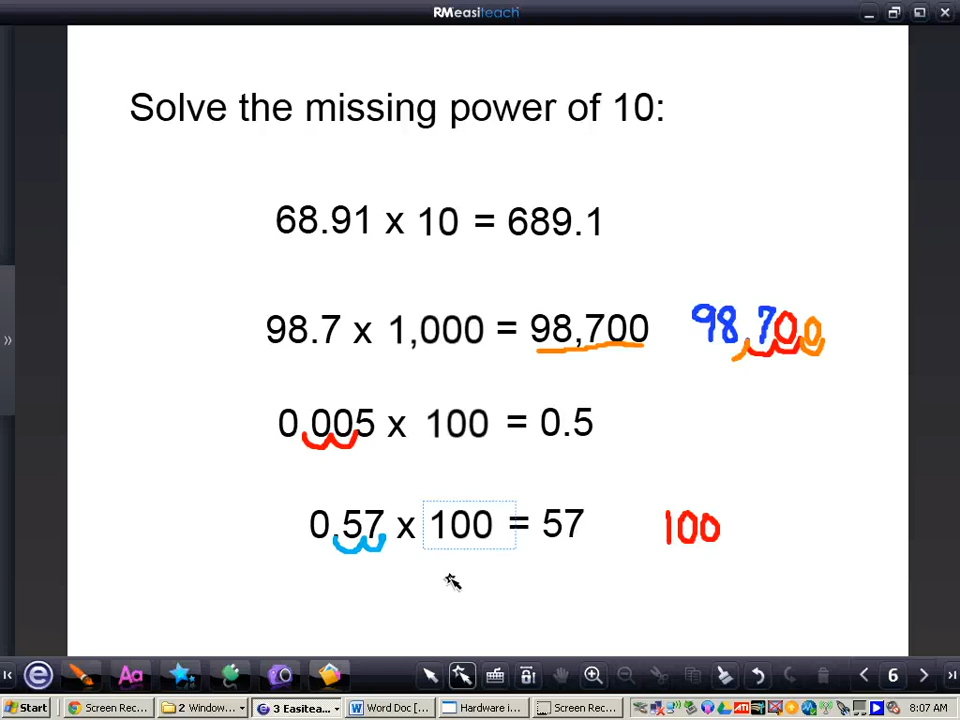 RMeasiteach
Solve the missing power of 10:
68.91 x 10 = 689.1
98.7 x 1,000 = 98,700 98.700
0.005 x 100 = 0.5
0.57 x 100 = 57 100
Aa
6
Start Screen Rec... 2 Window... 3 Easitea... Word Doc [... Hardware i... Screen Rec... ATI 8:07 AM